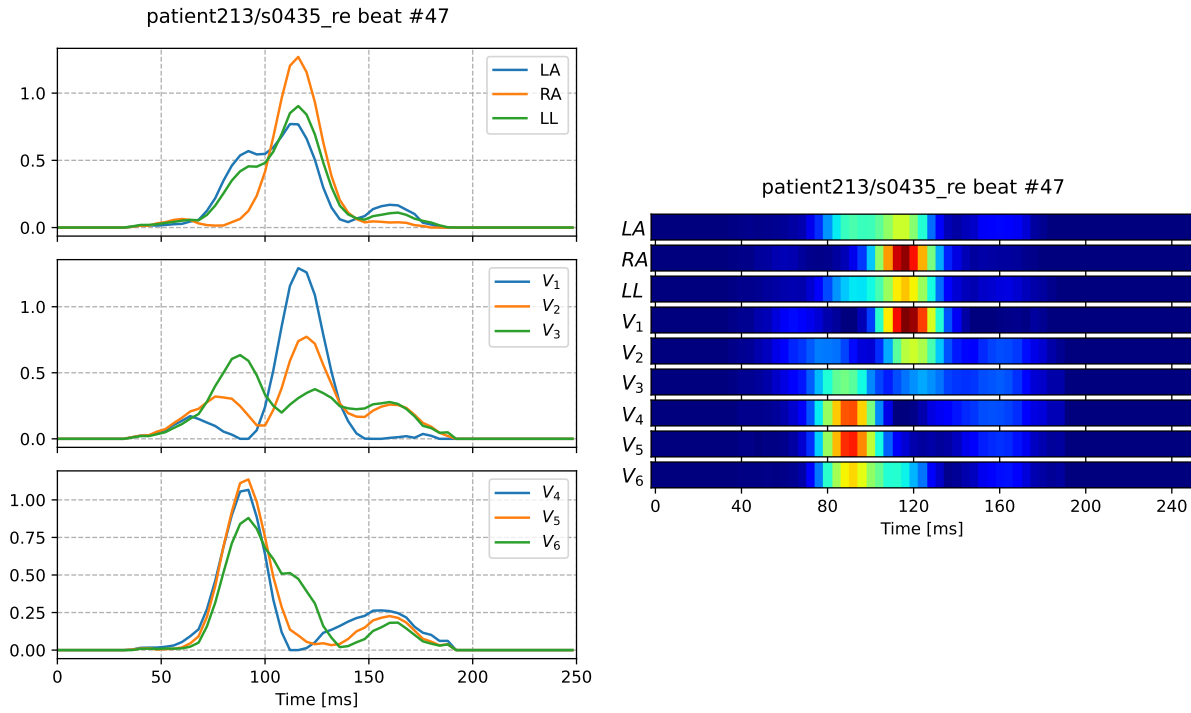 patient213/s0435_re beat #47
1.0
0.5
0.0
LA
RA
LL
1.0
0.5
0.0
V₁
V₂
V₃
1.00
0.75
0.50
0.25
0.00
V₄
V₅
V₆
0 50 100 150 200 250
Time [ms]
patient213/s0435_re beat #47
LA
RA
LL
V₁
V₂
V₃
V₄
V₅
V₆
0 40 80 120 160 200 240
Time [ms]